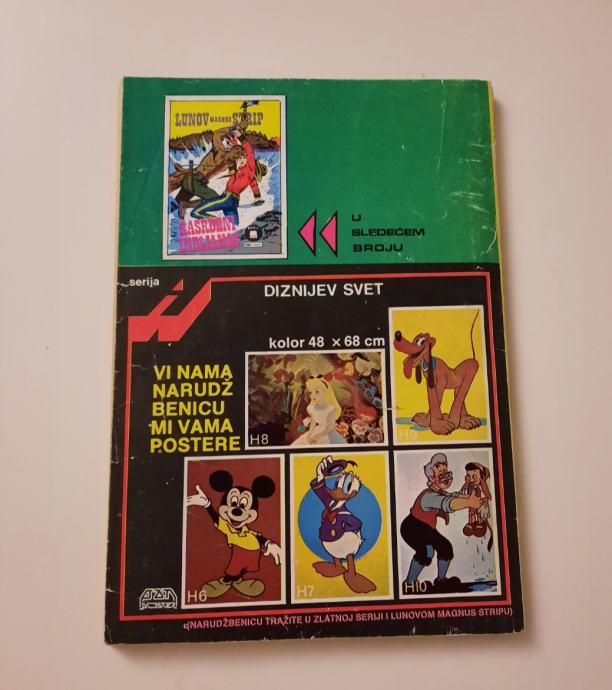 LUNOV MAGNUS STRIP
U
SLEDEĆEM
BROJU
serija
DIZNIJEV SVET
kolor 48 x 68 cm
VI NAMA
NARUDŽ
BENICU
MI VAMA
POSTERE
H8
H9
H6
H7
H10
(NARUDŽBENICU TRAŽITE U ZLATNOJ SERIJI I LUNOVOM MAGNUS STRIPU)